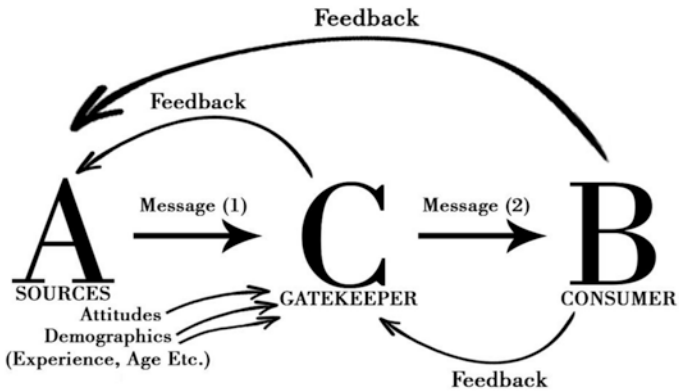 Feedback
Feedback
A
Message (1)
C
Message (2)
B
SOURCES
GATEKEEPER
CONSUMER
Attitudes
Demographics
(Experience, Age Etc.)
Feedback